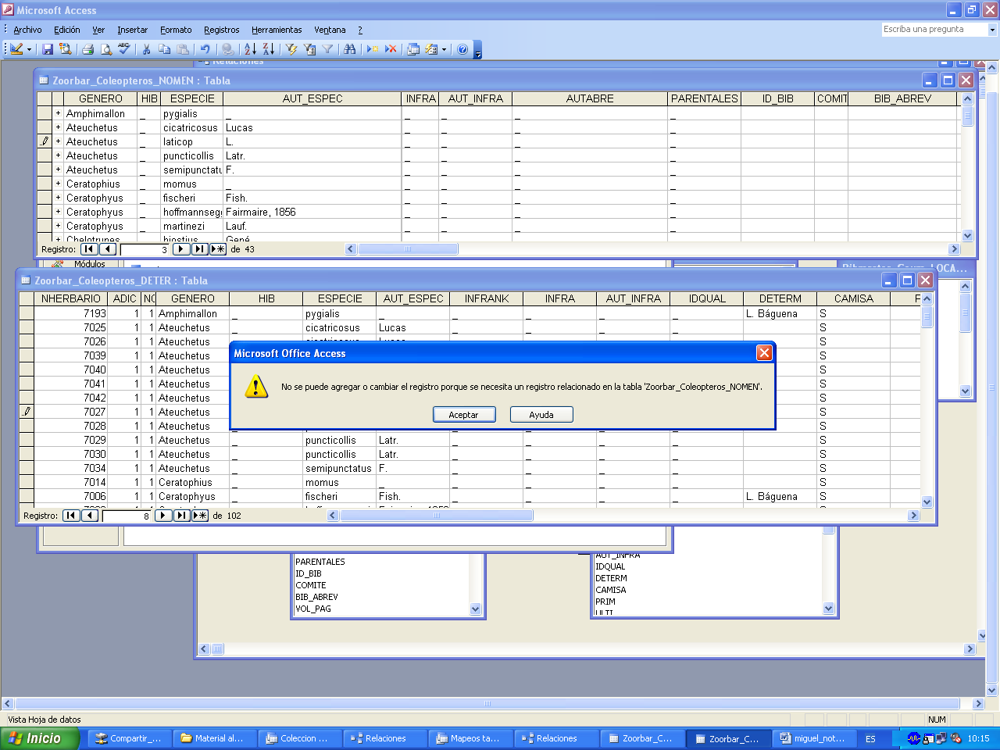 Microsoft Access
Archivo Edición Ver Insertar Formato Registros Herramientas Ventana ?
Escriba una pregunta
Relaciones
Zoorbar_Coleopteros_NOMEN : Tabla
GENERO HIB ESPECIE AUT_ESPEC INFRA AUT_INFRA AUTABRE PARENTALES ID_BIB COMIT BIB_ABREV
+ Amphimallon _ pygialis _ _ _ _ _
+ Ateuchetus _ cicatricosus Lucas _ _ _ _
+ Ateuchetus _ laticop L. _ _ _ _
+ Ateuchetus _ puncticollis Latr. _ _ _ _
+ Ateuchetus _ semipunctatu F. _ _ _ _
+ Ceratophius _ momus _ _ _ _ _
+ Ceratophyus _ fischeri Fish. _ _ _ _
+ Ceratophyus _ hoffmannseg Fairmaire, 1856 _ _ _ _
+ Ceratophyus _ martinezi Lauf. _ _ _ _
+ Chelotrupes _ hiostius Gené
Registro: 3 de 43
Módulos
LOCA...
Zoorbar_Coleopteros_DETER : Tabla
NHERBARIO ADIC NC GENERO HIB ESPECIE AUT_ESPEC INFRANK INFRA AUT_INFRA IDQUAL DETERM CAMISA F
7193 1 1 Amphimallon _ pygialis _ _ _ _ _ L. Báguena S
7025 1 1 Ateuchetus _ cicatricosus Lucas _ _ _ _ S
7026 1 1 Ateuchetus cicatricosus Lucas S
7039 1 1 Ateuchetus S
7040 1 1 Ateuchetus S
7041 1 1 Ateuchetus S
7042 1 1 Ateuchetus S
7027 1 1 Ateuchetus S
7028 1 1 Ateuchetus S
7029 1 1 Ateuchetus _ puncticollis Latr. _ _ _ _ S
7030 1 1 Ateuchetus _ puncticollis Latr. _ _ _ _ S
7034 1 1 Ateuchetus _ semipunctatus F. _ _ _ _ S
7014 1 1 Ceratophius _ momus _ _ _ _ _ S
7006 1 1 Ceratophyus _ fischeri Fish. _ _ _ _ L. Báguena S
Registro: 8 de 102
Microsoft Office Access
No se puede agregar o cambiar el registro porque se necesita un registro relacionado en la tabla 'Zoorbar_Coleopteros_NOMEN'.
Aceptar Ayuda
PARENTALES
ID_BIB
COMITE
BIB_ABREV
VOL_PAG
AUT_INFRA
IDQUAL
DETERM
CAMISA
PRIM
ULTI
Vista Hoja de datos NUM
Inicio Compartir_... Material al... Coleccion ... Relaciones Mapeos ta... Relaciones Zoorbar_C... Zoorbar_C... miguel_not... ES 10:15